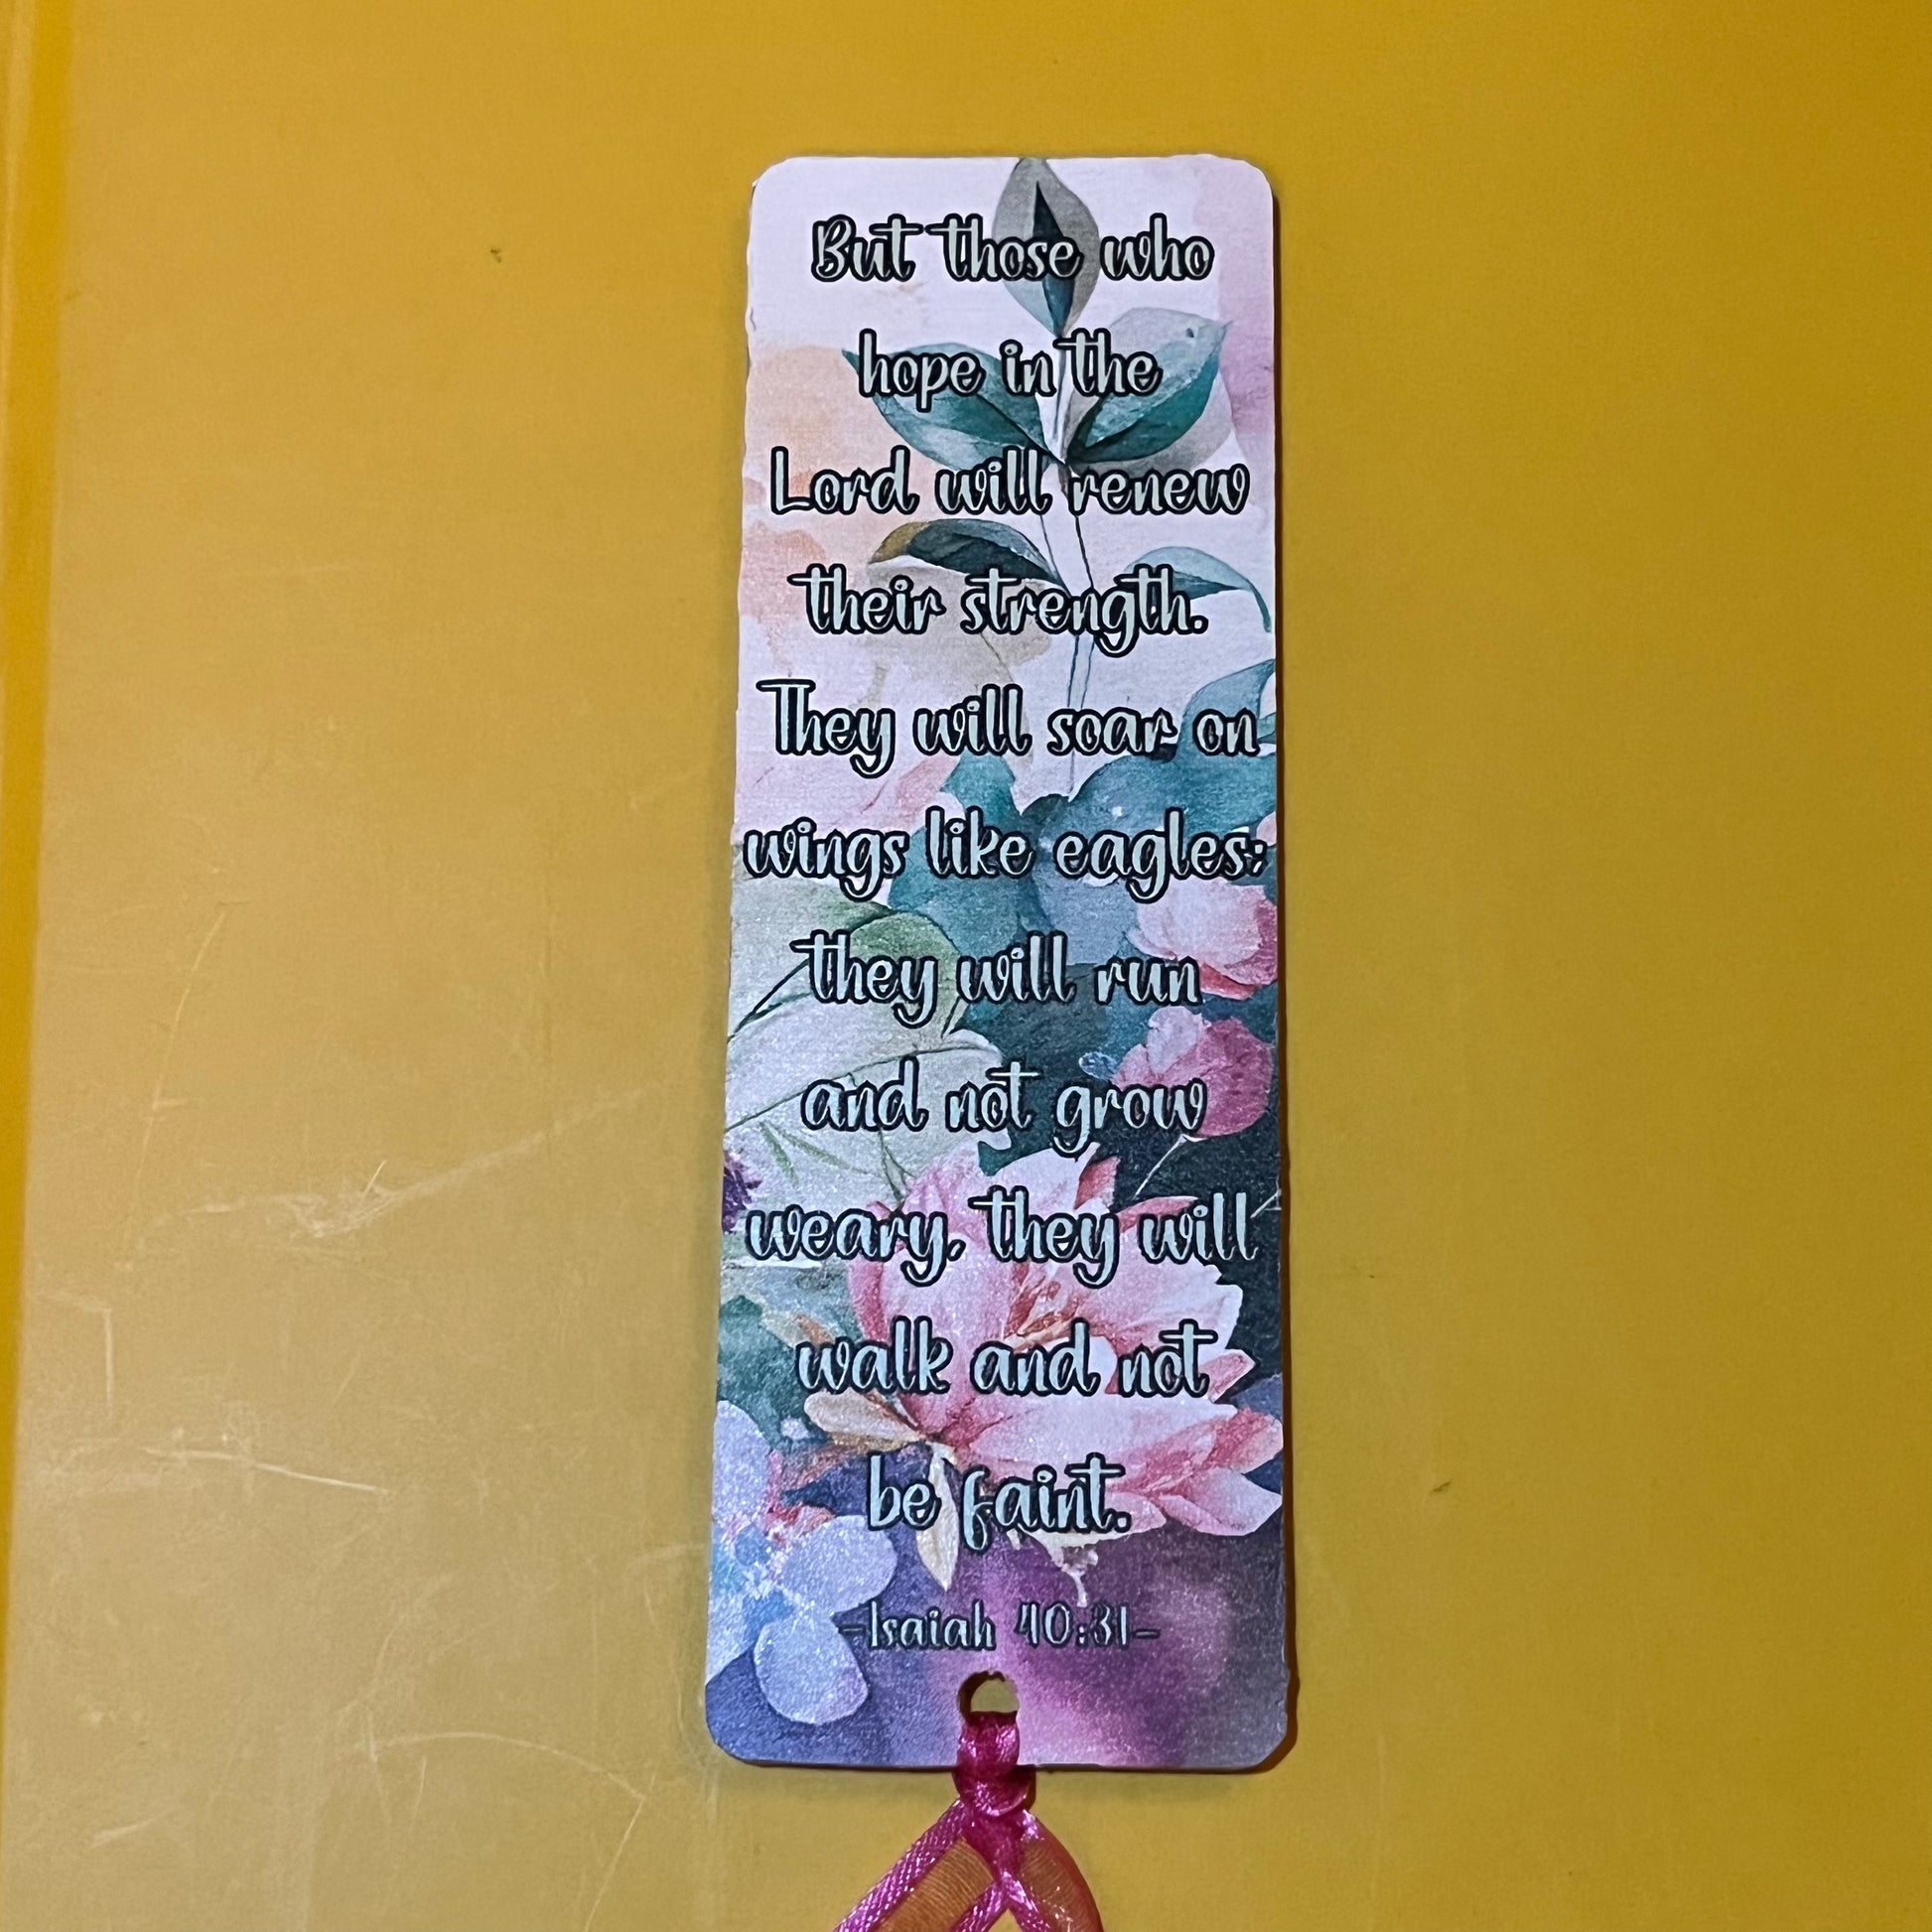 But those who
hope in the
Lord will renew
their strength.
They will soar on
wings like eagles;
they will run
and not grow
weary, they will
walk and not
be faint.
-Isaiah 40:31-